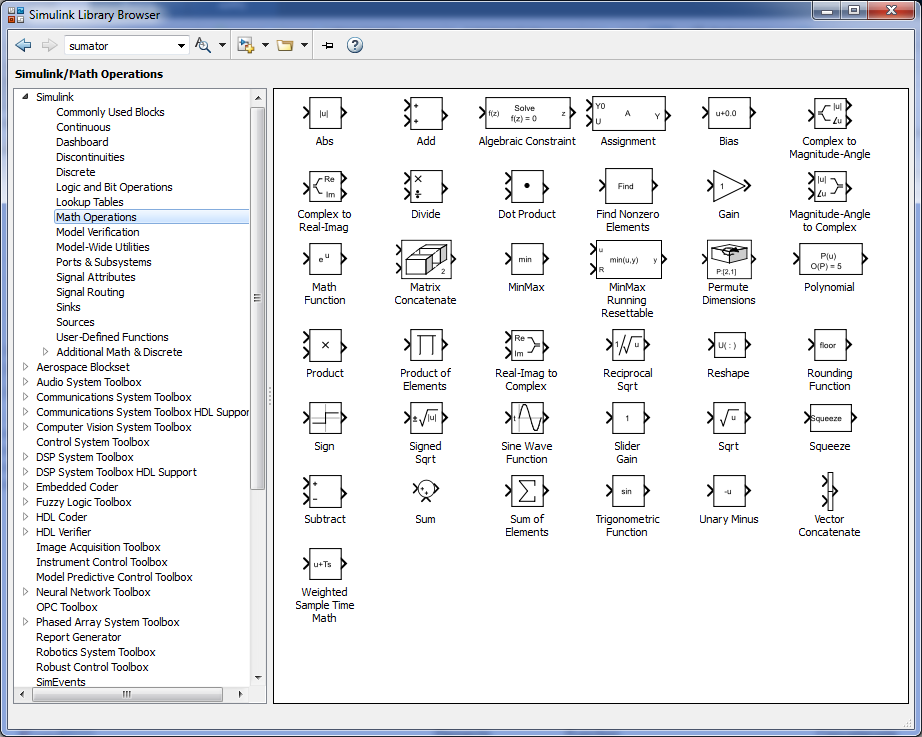 Simulink Library Browser
sumator
Simulink/Math Operations
Simulink
Commonly Used Blocks
Continuous
Dashboard
Discontinuities
Discrete
Logic and Bit Operations
Lookup Tables
Math Operations
Model Verification
Model-Wide Utilities
Ports & Subsystems
Signal Attributes
Signal Routing
Sinks
Sources
User-Defined Functions
Additional Math & Discrete
Aerospace Blockset
Audio System Toolbox
Communications System Toolbox
Communications System Toolbox HDL Suppor
Computer Vision System Toolbox
Control System Toolbox
DSP System Toolbox
DSP System Toolbox HDL Support
Embedded Coder
Fuzzy Logic Toolbox
HDL Coder
HDL Verifier
Image Acquisition Toolbox
Instrument Control Toolbox
Model Predictive Control Toolbox
Neural Network Toolbox
OPC Toolbox
Phased Array System Toolbox
Report Generator
Robotics System Toolbox
Robust Control Toolbox
SimEvents
|u|
Abs
+
+
Add
f(z) Solve f(z) = 0 z
Algebraic Constraint
Y0
U A Y
Assignment
u+0.0
Bias
|u|
∠u
Complex to
Magnitude-Angle
Re
Im
Complex to
Real-Imag
×
÷
Divide
Dot Product
Find
Find Nonzero
Elements
1
Gain
|u|
∠u
Magnitude-Angle
to Complex
e^u
Math
Function
2
Matrix
Concatenate
min
MinMax
u
R min(u,y) y
MinMax
Running
Resettable
P:[2,1]
Permute
Dimensions
P(u)
O(P) = 5
Polynomial
×
Product
∏
Product of
Elements
Re
Im
Real-Imag to
Complex
1/√u
Reciprocal
Sqrt
U( : )
Reshape
floor
Rounding
Function
Sign
±√|u|
Signed
Sqrt
t
Sine Wave
Function
1
Slider
Gain
√u
Sqrt
Squeeze
Squeeze
+
−
Subtract
+
+
Sum
∑
Sum of
Elements
sin
Trigonometric
Function
-u
Unary Minus
Vector
Concatenate
u+Ts
Weighted
Sample Time
Math